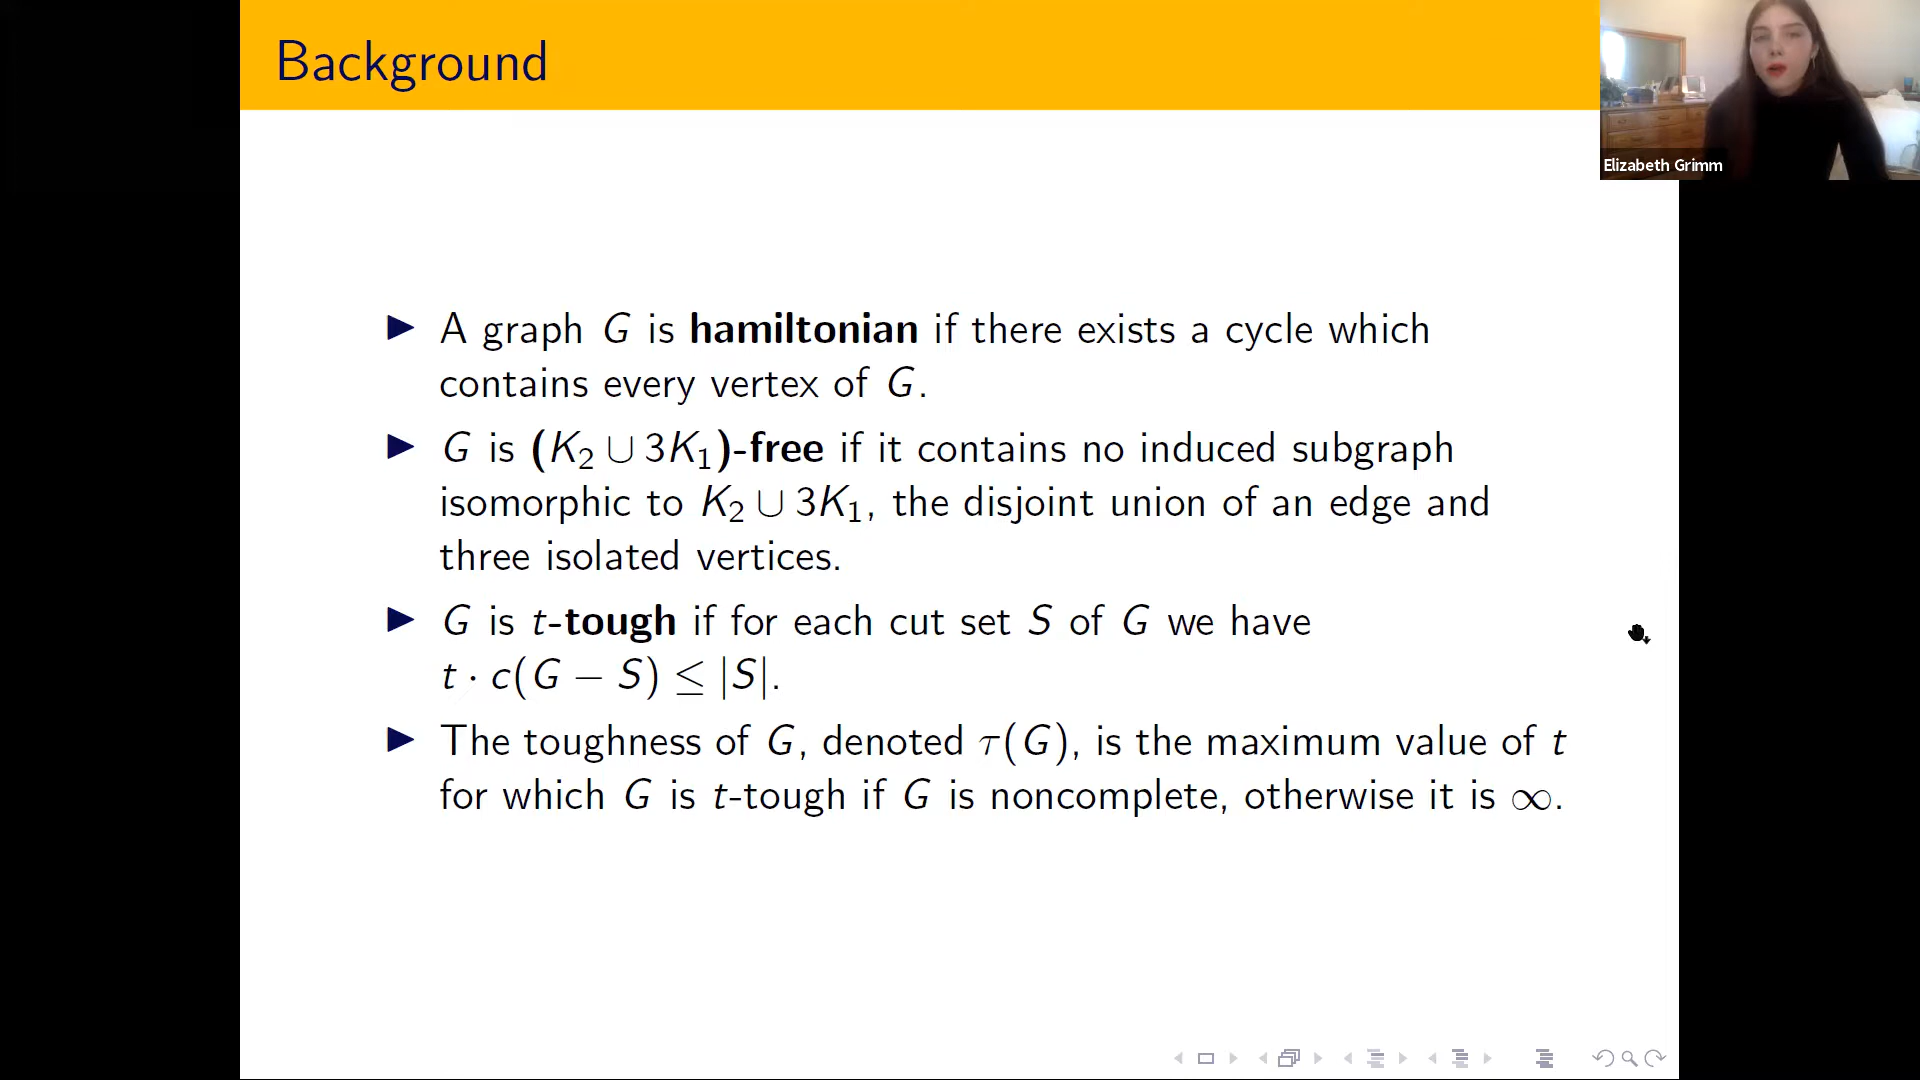 Background
Elizabeth Grimm
▶ A graph G is hamiltonian if there exists a cycle which
contains every vertex of G.
▶ G is (K₂ ∪ 3K₁)-free if it contains no induced subgraph
isomorphic to K₂ ∪ 3K₁, the disjoint union of an edge and
three isolated vertices.
▶ G is t-tough if for each cut set S of G we have
t · c(G − S) ≤ |S|.
▶ The toughness of G, denoted τ(G), is the maximum value of t
for which G is t-tough if G is noncomplete, otherwise it is ∞.